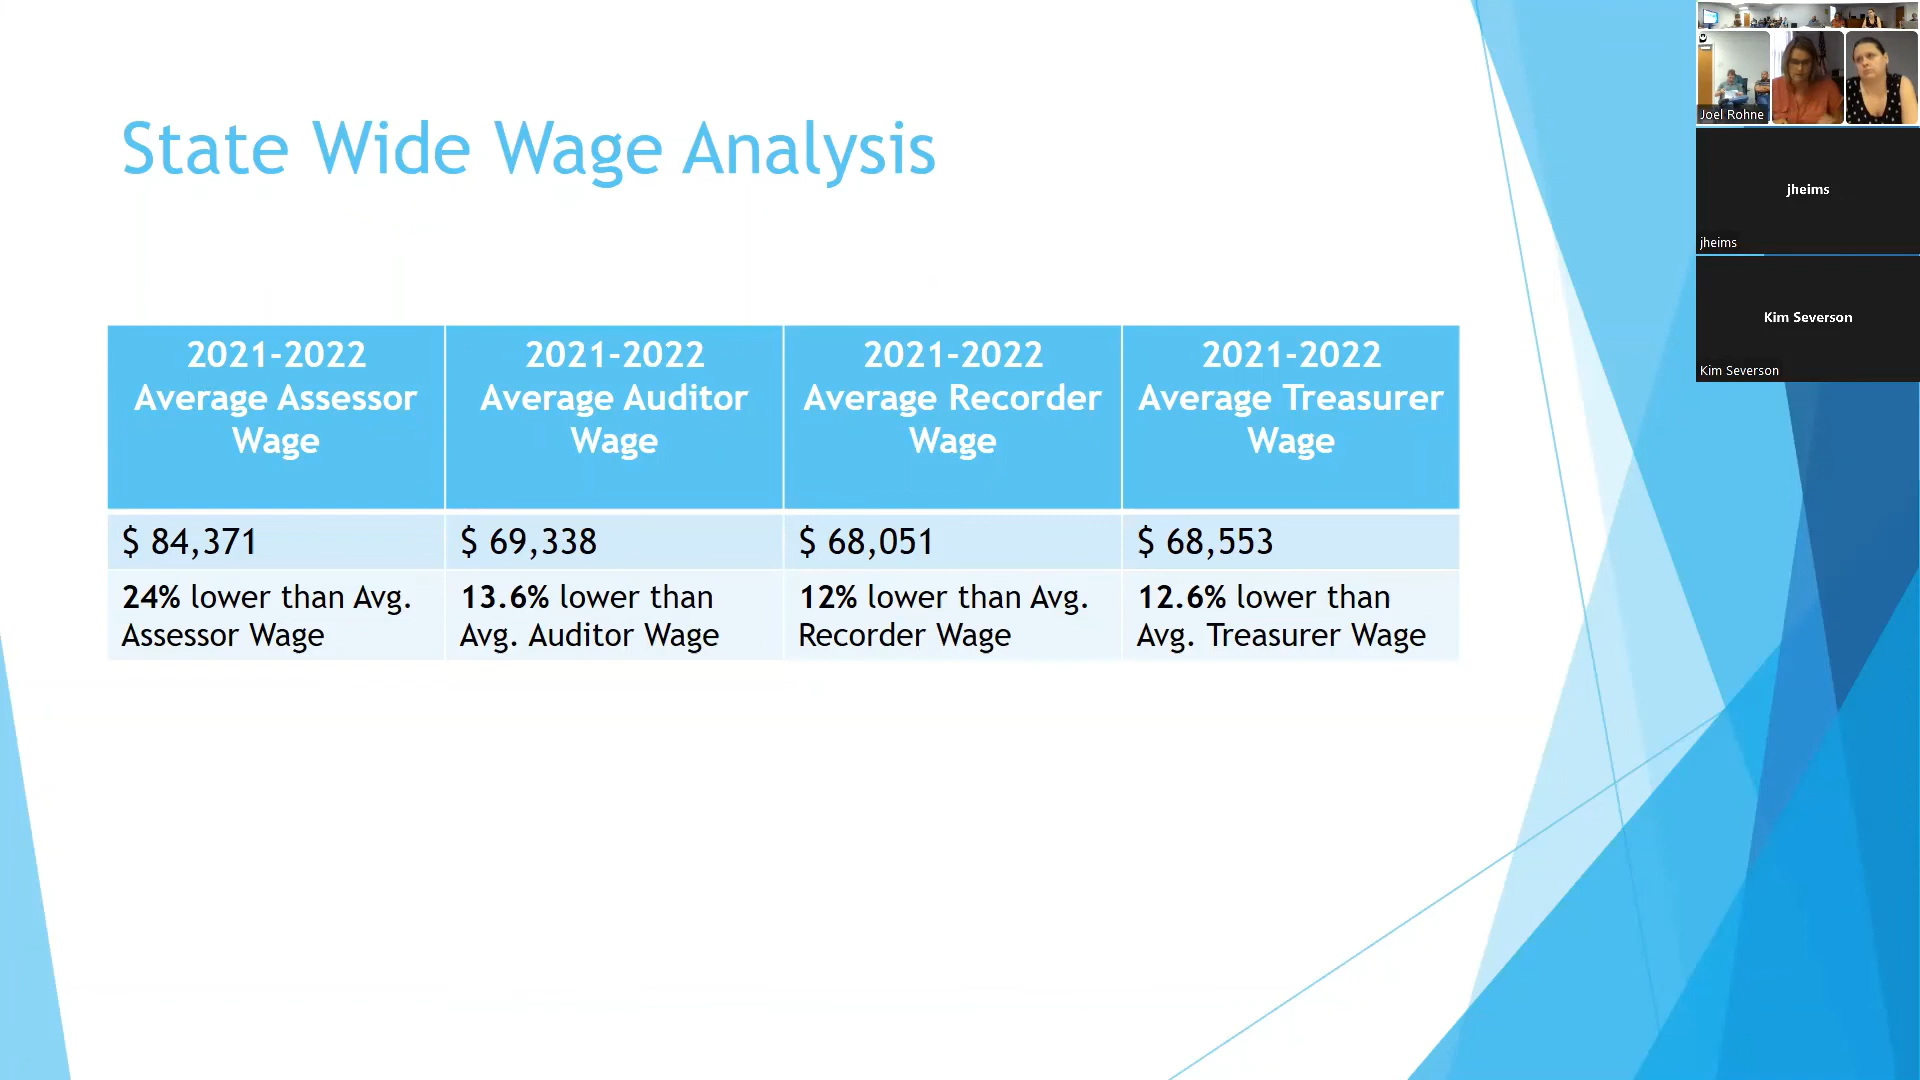 State Wide Wage Analysis
2021-2022
Average Assessor
Wage
2021-2022
Average Auditor
Wage
2021-2022
Average Recorder
Wage
2021-2022
Average Treasurer
Wage
$ 84,371
$ 69,338
$ 68,051
$ 68,553
24% lower than Avg.
Assessor Wage
13.6% lower than
Avg. Auditor Wage
12% lower than Avg.
Recorder Wage
12.6% lower than
Avg. Treasurer Wage
Joel Rohne
jheims
jheims
Kim Severson
Kim Severson